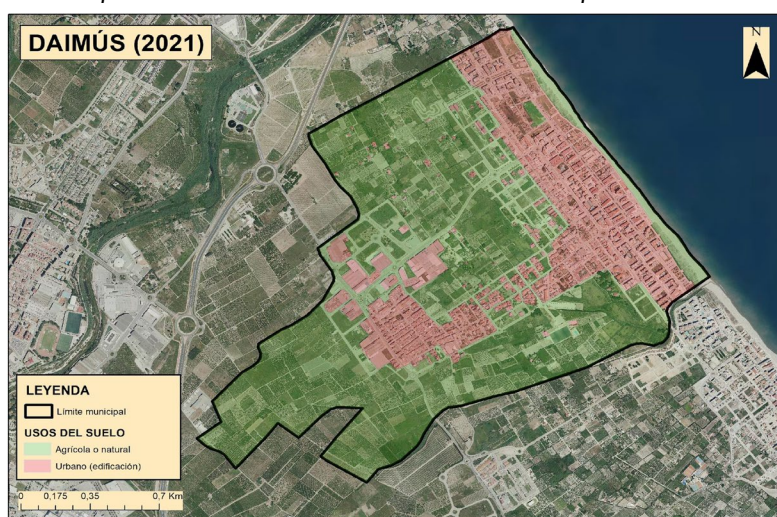 DAIMÚS (2021)
N
LEYENDA
Límite municipal
USOS DEL SUELO
Agrícola o natural
Urbano (edificación)
0 0,175 0,35 0,7 Km